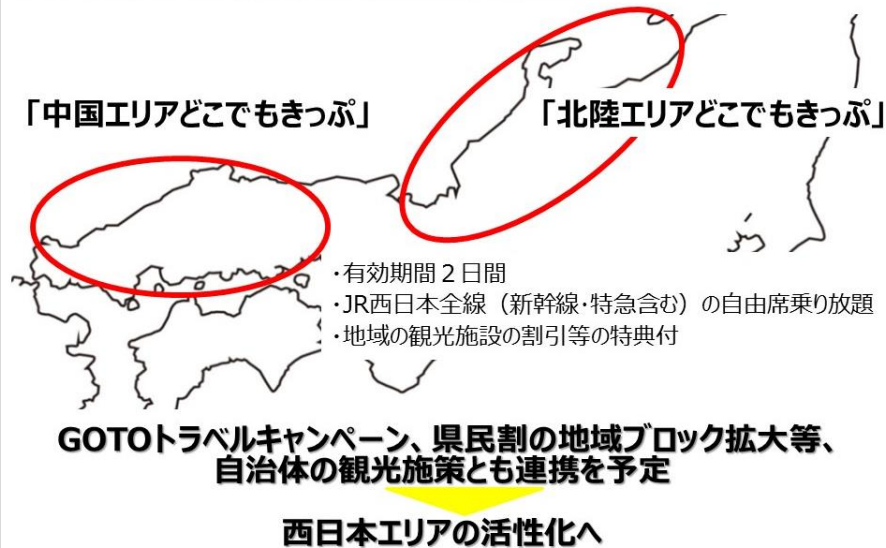 「中国エリアどこでもきっぷ」
「北陸エリアどこでもきっぷ」
・有効期間２日間
・JR西日本全線（新幹線・特急含む）の自由席乗り放題
・地域の観光施設の割引等の特典付
GOTOトラベルキャンペーン、県民割の地域ブロック拡大等、
自治体の観光施策とも連携を予定
西日本エリアの活性化へ